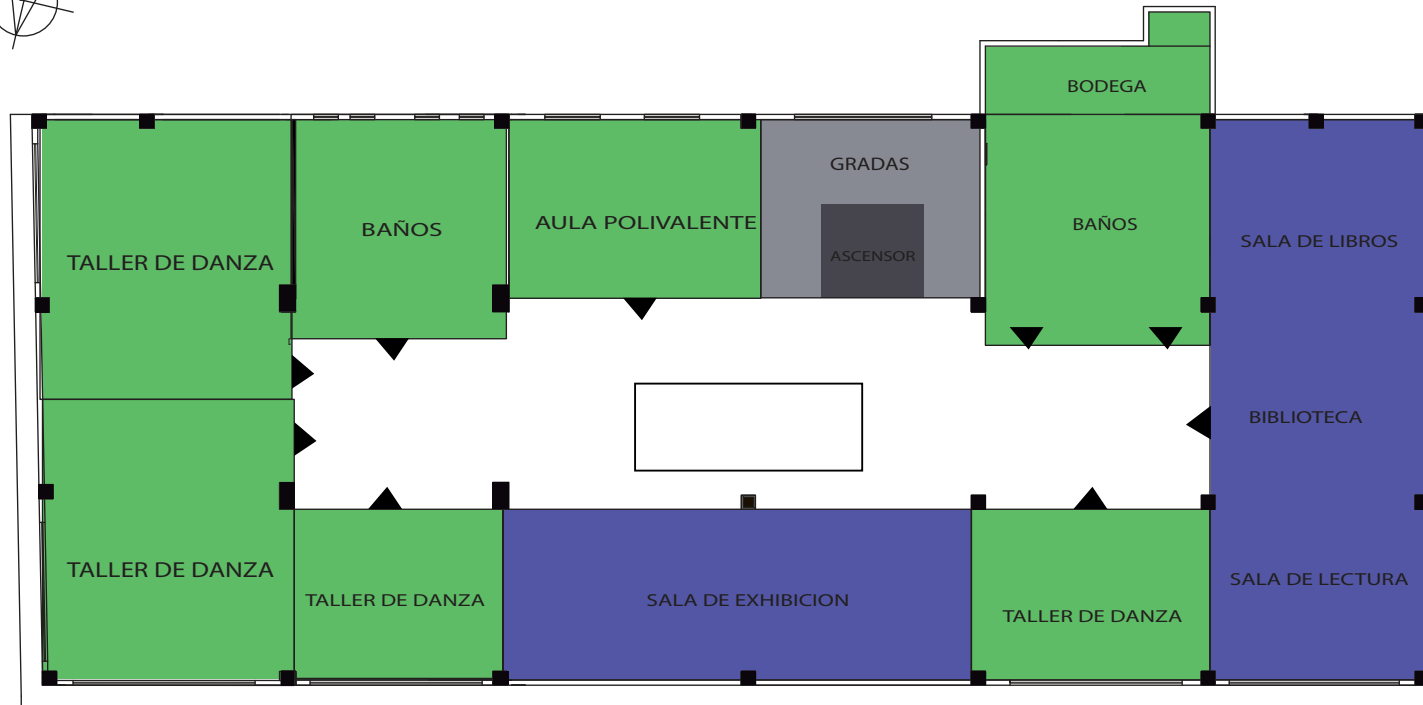 BODEGA
GRADAS
AULA POLIVALENTE
BAÑOS
BAÑOS
SALA DE LIBROS
ASCENSOR
TALLER DE DANZA
BIBLIOTECA
TALLER DE DANZA
SALA DE LECTURA
TALLER DE DANZA
SALA DE EXHIBICION
TALLER DE DANZA